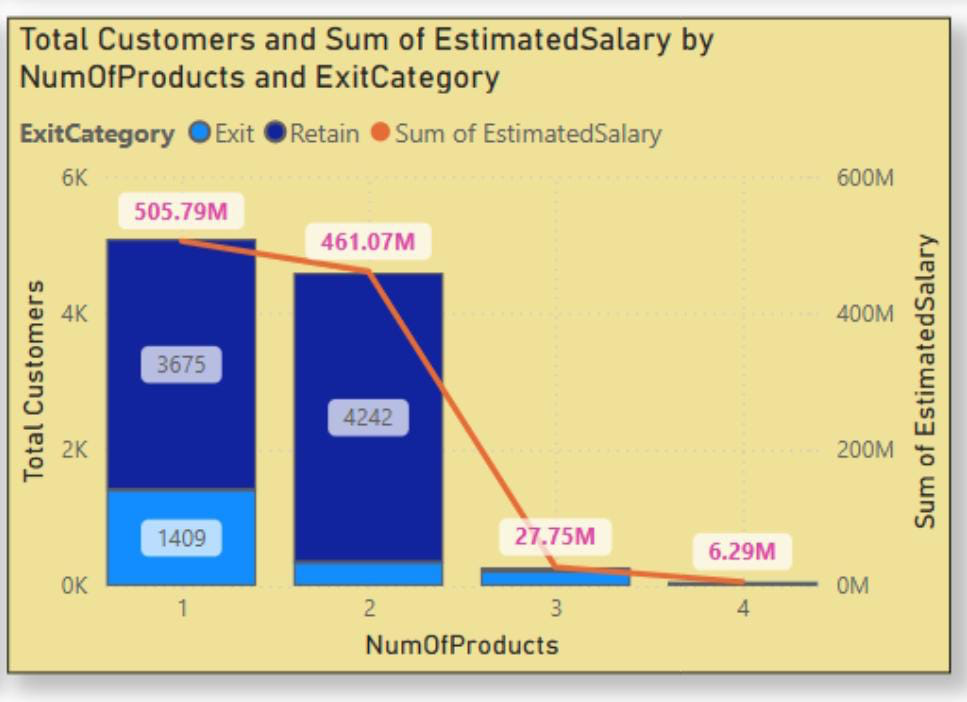 Total Customers and Sum of EstimatedSalary by
NumOfProducts and ExitCategory
ExitCategory Exit Retain Sum of EstimatedSalary
6K
600M
505.79M
461.07M
4K
400M
3675
4242
2K
200M
1409
27.75M
6.29M
0K
0M
1
2
3
4
Total Customers
Sum of EstimatedSalary
NumOfProducts